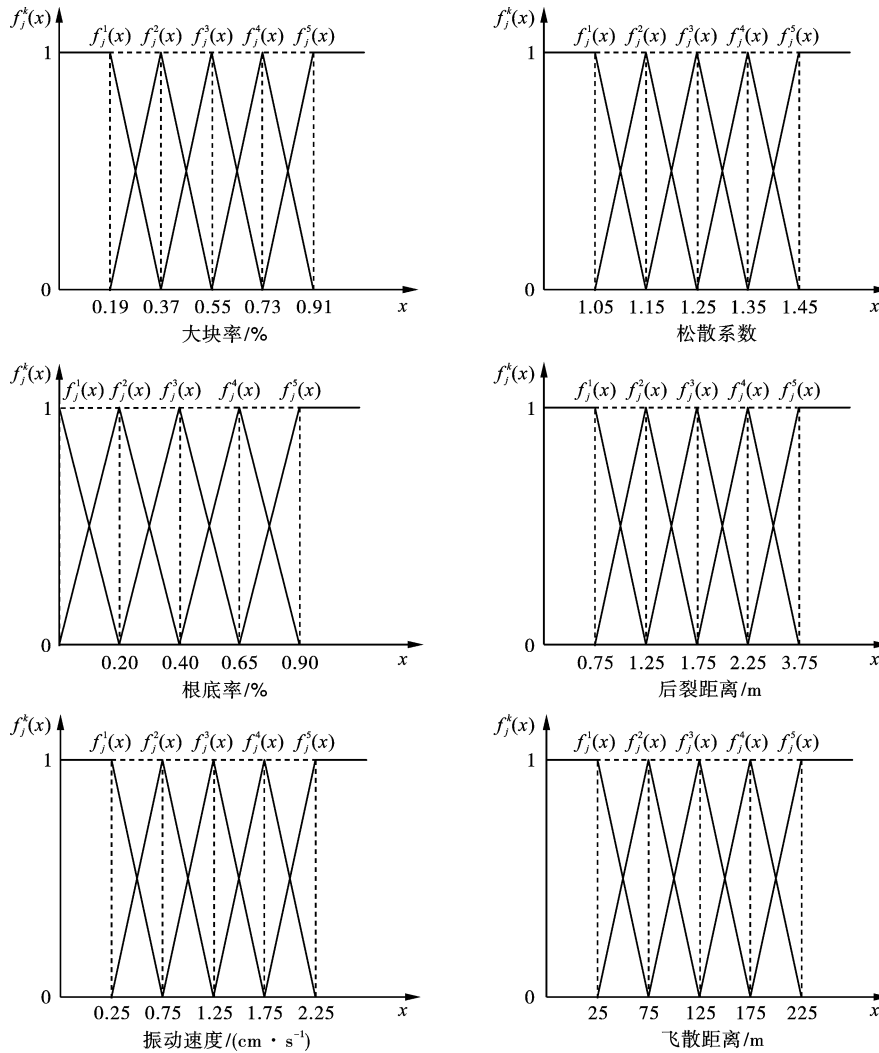 f_j^k(x)
f_j^1(x) f_j^2(x) f_j^3(x) f_j^4(x) f_j^5(x)
1
0
0.19 0.37 0.55 0.73 0.91 x
大块率/%
f_j^k(x)
f_j^1(x) f_j^2(x) f_j^3(x) f_j^4(x) f_j^5(x)
1
0
1.05 1.15 1.25 1.35 1.45 x
松散系数
f_j^k(x)
f_j^1(x) f_j^2(x) f_j^3(x) f_j^4(x) f_j^5(x)
1
0
0.20 0.40 0.65 0.90 x
根底率/%
f_j^k(x)
f_j^1(x) f_j^2(x) f_j^3(x) f_j^4(x) f_j^5(x)
1
0
0.75 1.25 1.75 2.25 3.75 x
后裂距离/m
f_j^k(x)
f_j^1(x) f_j^2(x) f_j^3(x) f_j^4(x) f_j^5(x)
1
0
0.25 0.75 1.25 1.75 2.25 x
振动速度/(cm·s⁻¹)
f_j^k(x)
f_j^1(x) f_j^2(x) f_j^3(x) f_j^4(x) f_j^5(x)
1
0
25 75 125 175 225 x
飞散距离/m